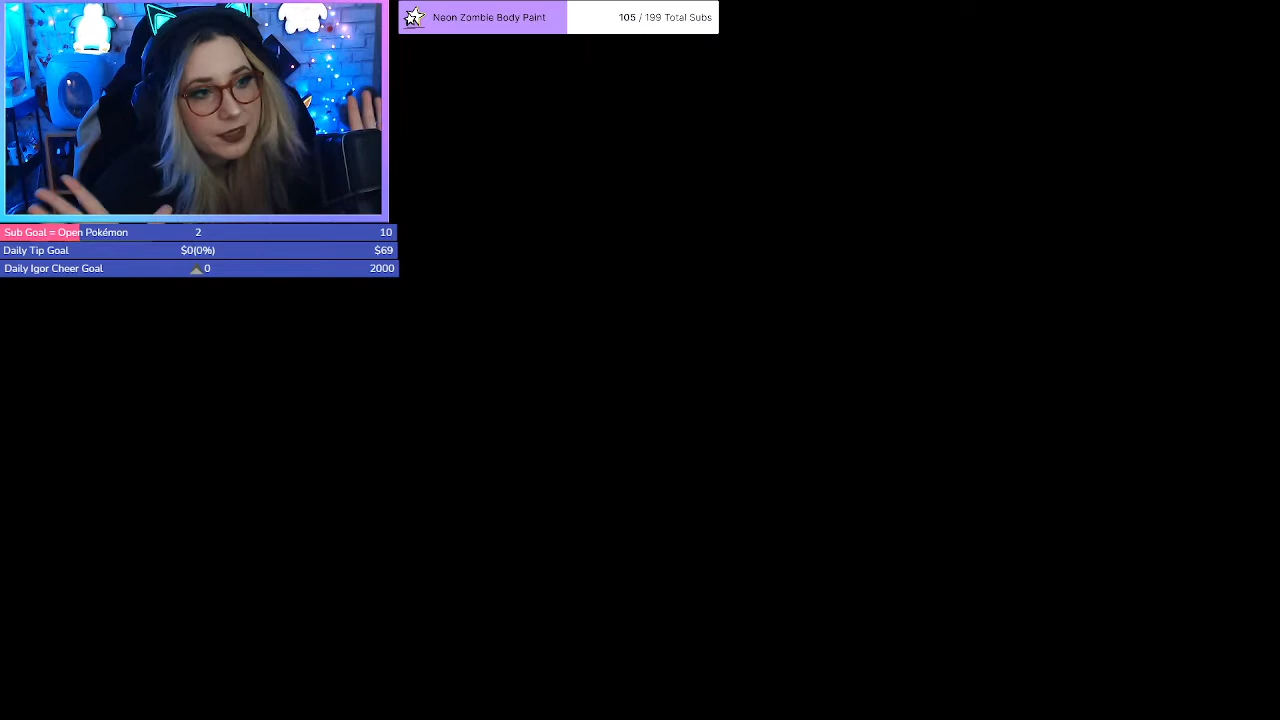 Neon Zombie Body Paint 105 / 199 Total Subs
Sub Goal = Open Pokémon 2 10
Daily Tip Goal $0(0%) $69
Daily Igor Cheer Goal 0 2000